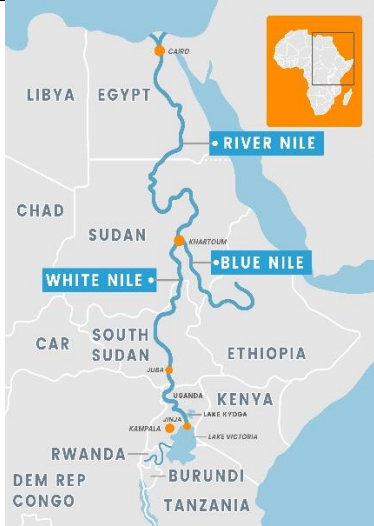 CAIRO
LIBYA
EGYPT
RIVER NILE
CHAD
SUDAN
KHARTOUM
BLUE NILE
WHITE NILE
CAR
SOUTH
SUDAN
ETHIOPIA
JUBA
UGANDA
KENYA
LAKE KYOGA
JINJA
KAMPALA
LAKE VICTORIA
RWANDA
BURUNDI
DEM REP
CONGO
TANZANIA